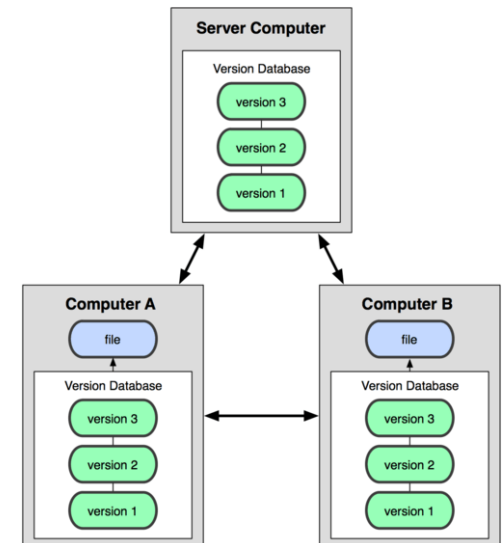 Server Computer
Version Database
version 3
version 2
version 1
Computer A
file
Version Database
version 3
version 2
version 1
Computer B
file
Version Database
version 3
version 2
version 1